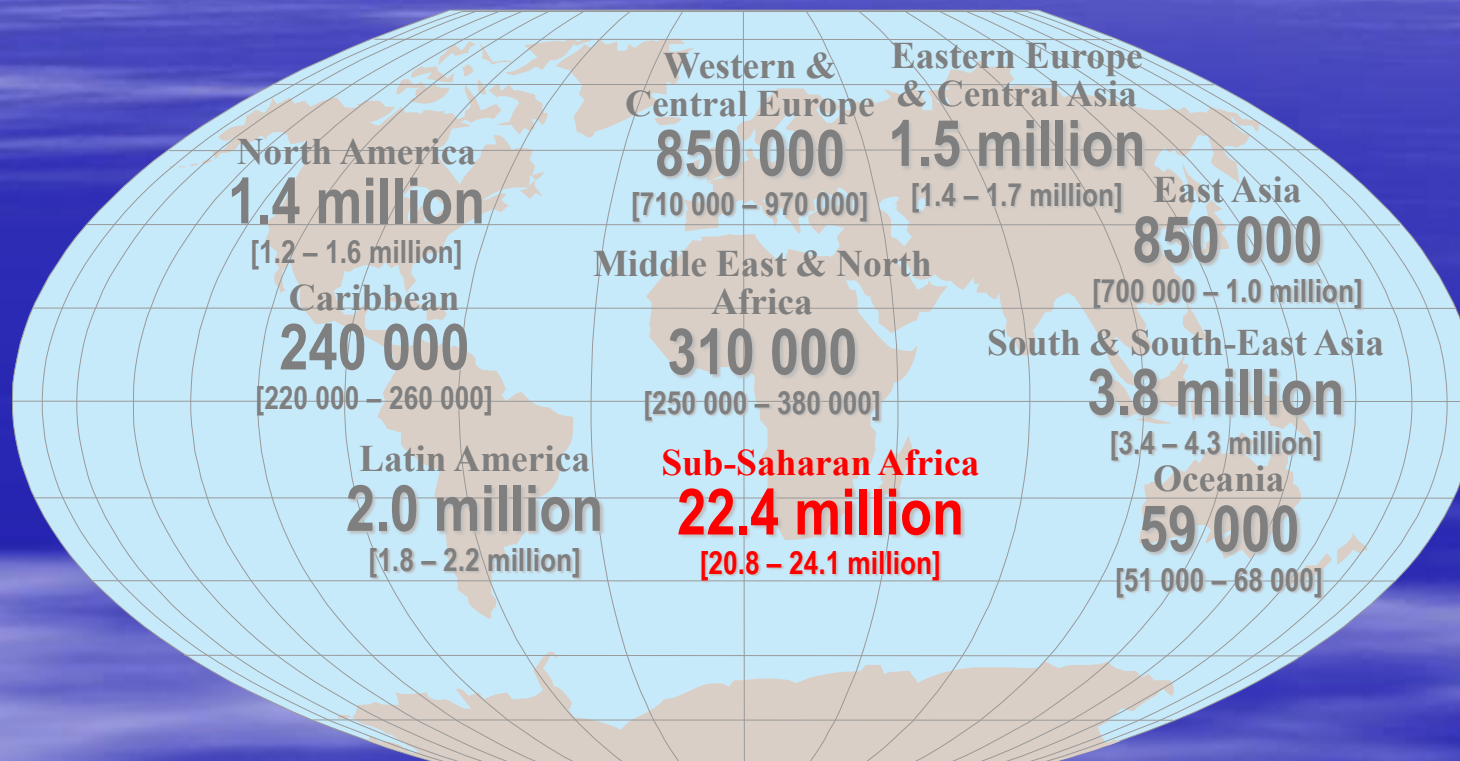 Western &
Central Europe
850 000
[710 000 – 970 000]
Eastern Europe
& Central Asia
1.5 million
[1.4 – 1.7 million]
North America
1.4 million
[1.2 – 1.6 million]
East Asia
850 000
[700 000 – 1.0 million]
Middle East & North
Africa
310 000
[250 000 – 380 000]
Caribbean
240 000
[220 000 – 260 000]
South & South-East Asia
3.8 million
[3.4 – 4.3 million]
Latin America
2.0 million
[1.8 – 2.2 million]
Sub-Saharan Africa
22.4 million
[20.8 – 24.1 million]
Oceania
59 000
[51 000 – 68 000]